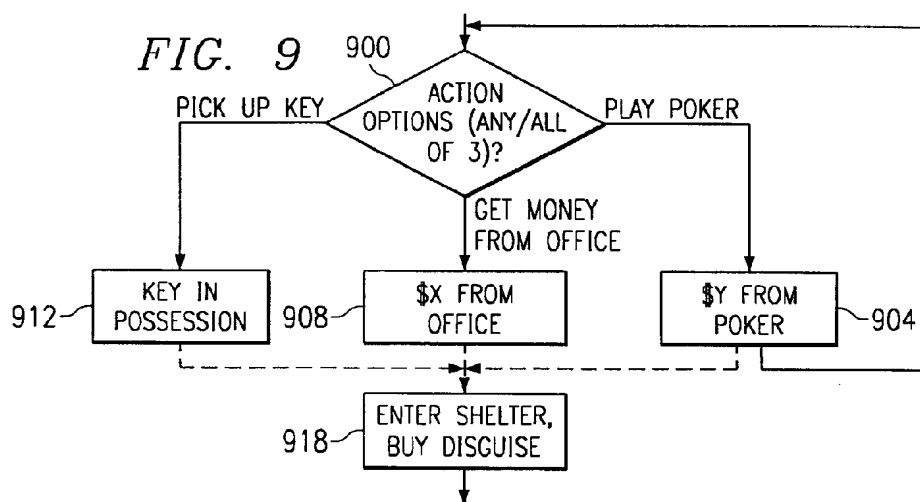 FIG. 9
900
ACTION
OPTIONS (ANY/ALL
OF 3)?
PICK UP KEY
PLAY POKER
GET MONEY
FROM OFFICE
912
KEY IN
POSSESSION
908
$X FROM
OFFICE
$Y FROM
POKER
904
918
ENTER SHELTER,
BUY DISGUISE